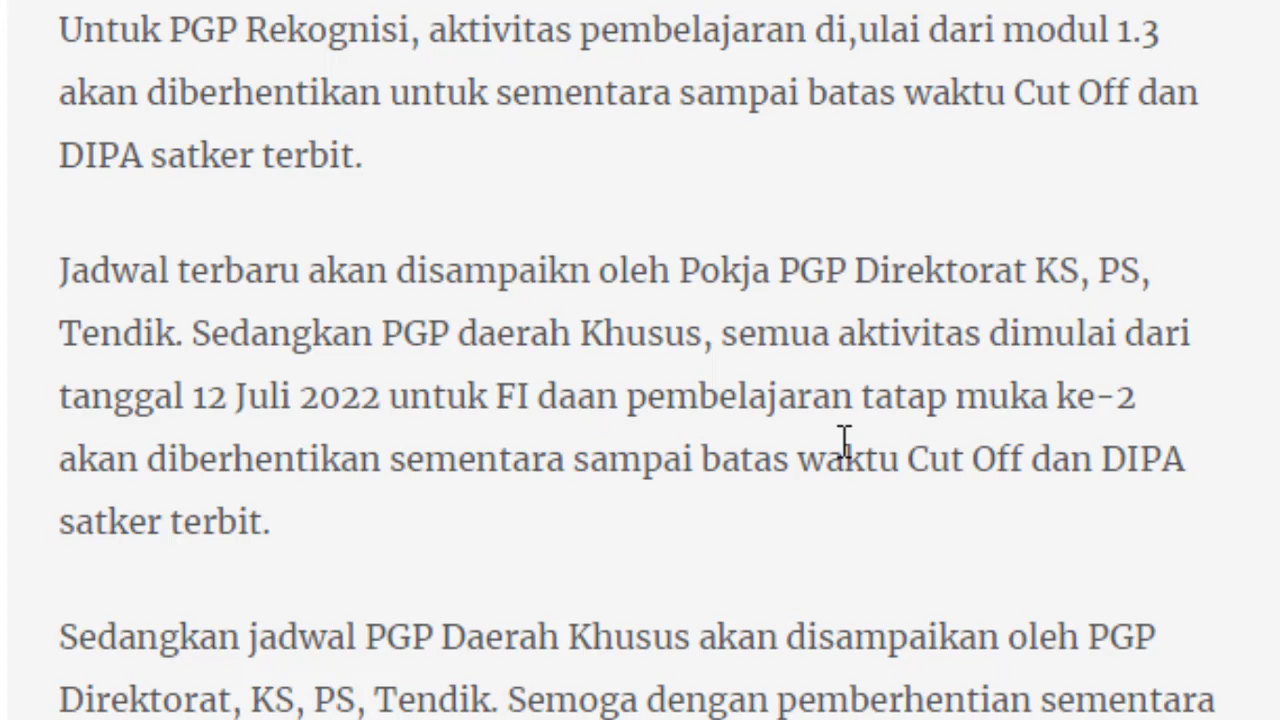 Untuk PGP Rekognisi, aktivitas pembelajaran di,ulai dari modul 1.3
akan diberhentikan untuk sementara sampai batas waktu Cut Off dan
DIPA satker terbit.
Jadwal terbaru akan disampaikn oleh Pokja PGP Direktorat KS, PS,
Tendik. Sedangkan PGP daerah Khusus, semua aktivitas dimulai dari
tanggal 12 Juli 2022 untuk FI daan pembelajaran tatap muka ke-2
akan diberhentikan sementara sampai batas waktu Cut Off dan DIPA
satker terbit.
Sedangkan jadwal PGP Daerah Khusus akan disampaikan oleh PGP
Direktorat, KS, PS, Tendik. Semoga dengan pemberhentian sementara